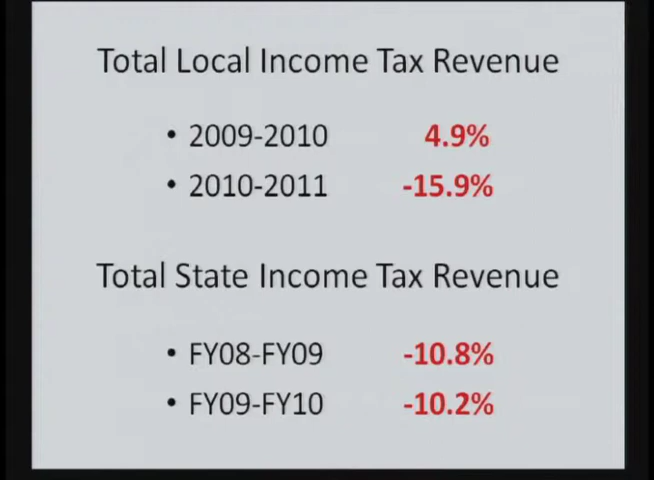 Total Local Income Tax Revenue
• 2009-2010 4.9%
• 2010-2011 -15.9%
Total State Income Tax Revenue
• FY08-FY09 -10.8%
• FY09-FY10 -10.2%